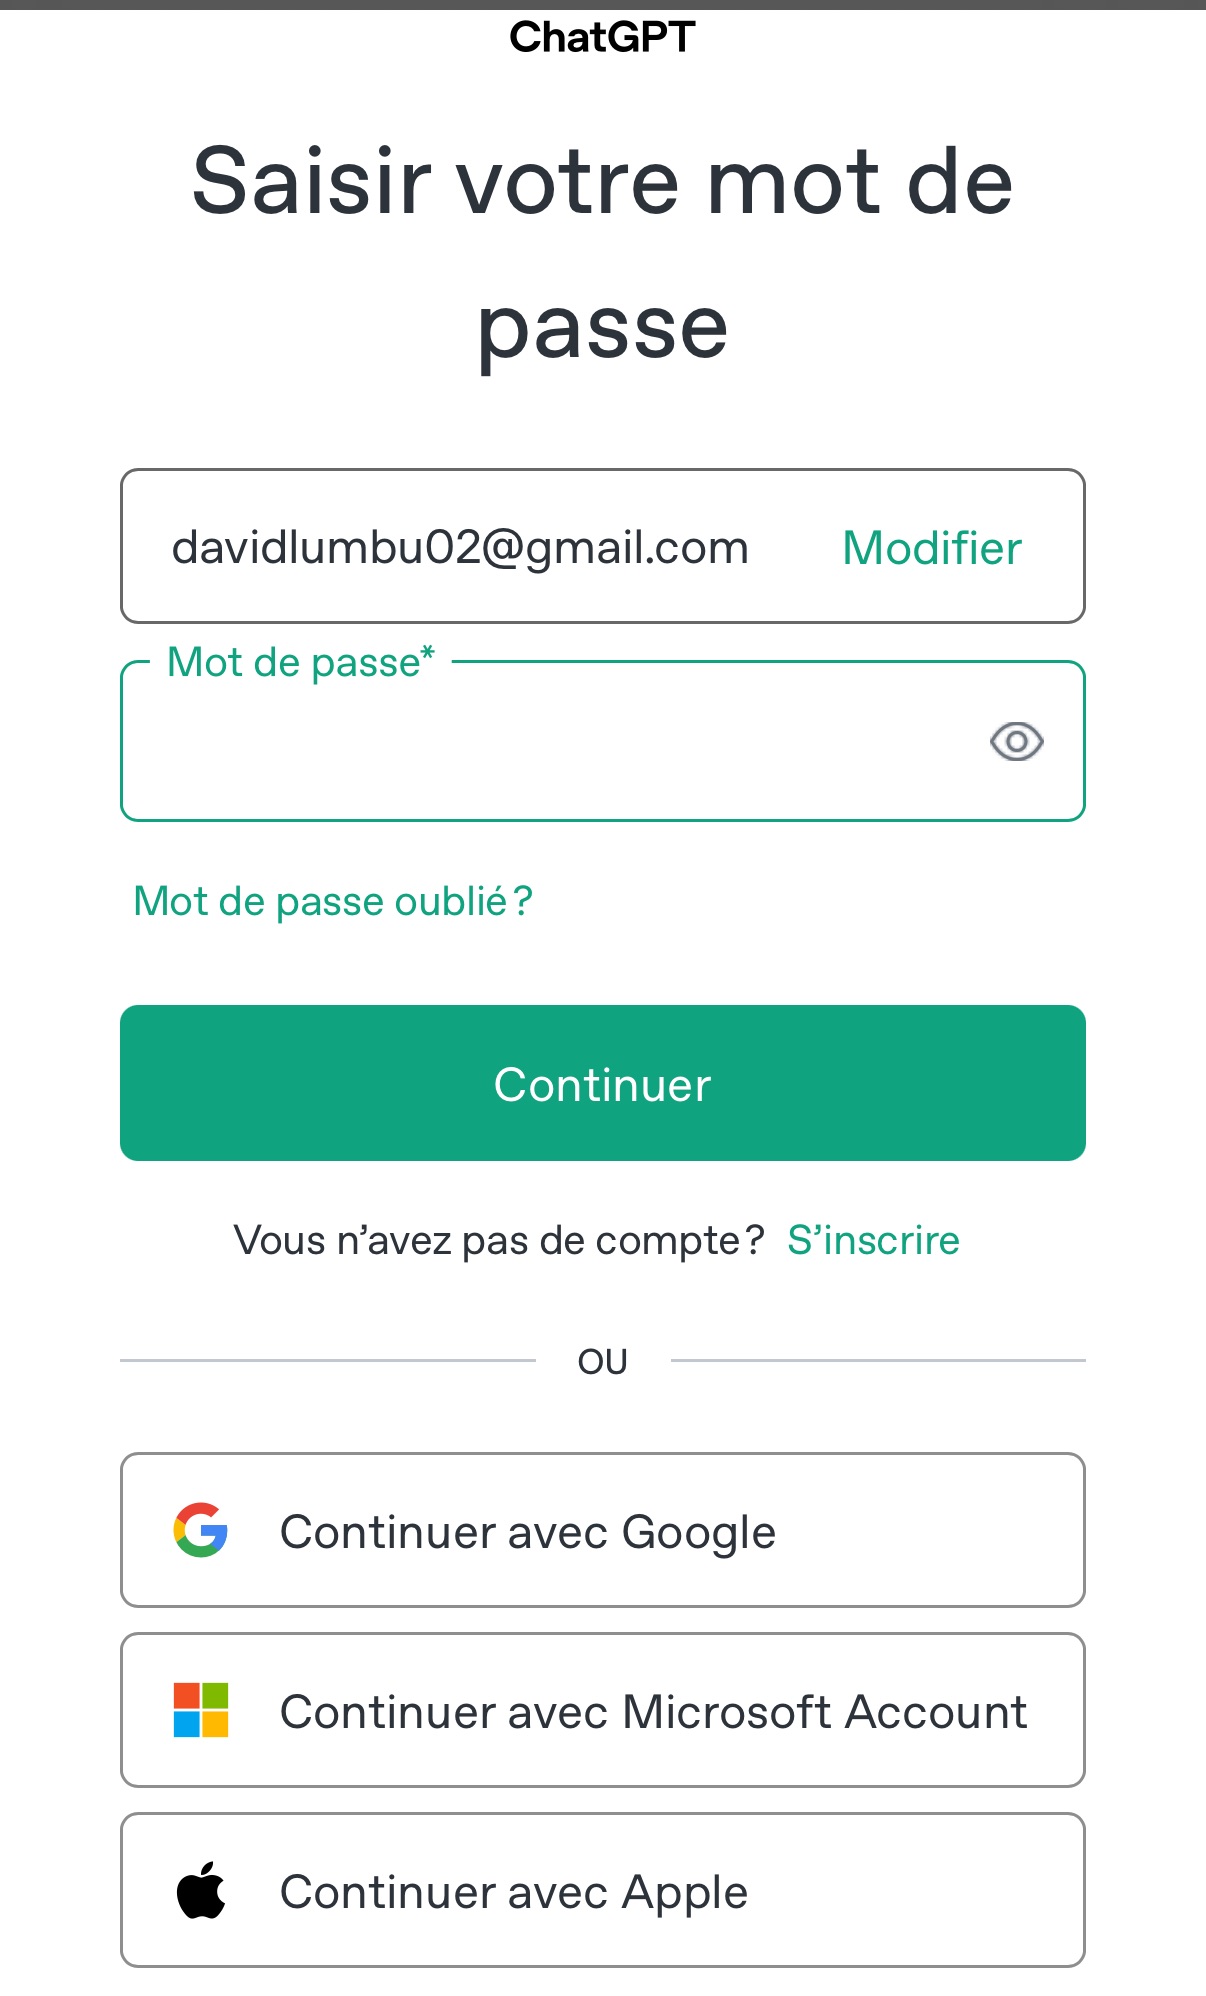 ChatGPT
Saisir votre mot de
passe
davidlumbu02@gmail.com Modifier
Mot de passe*
Mot de passe oublié ?
Continuer
Vous n’avez pas de compte ? S’inscrire
OU
Continuer avec Google
Continuer avec Microsoft Account
Continuer avec Apple